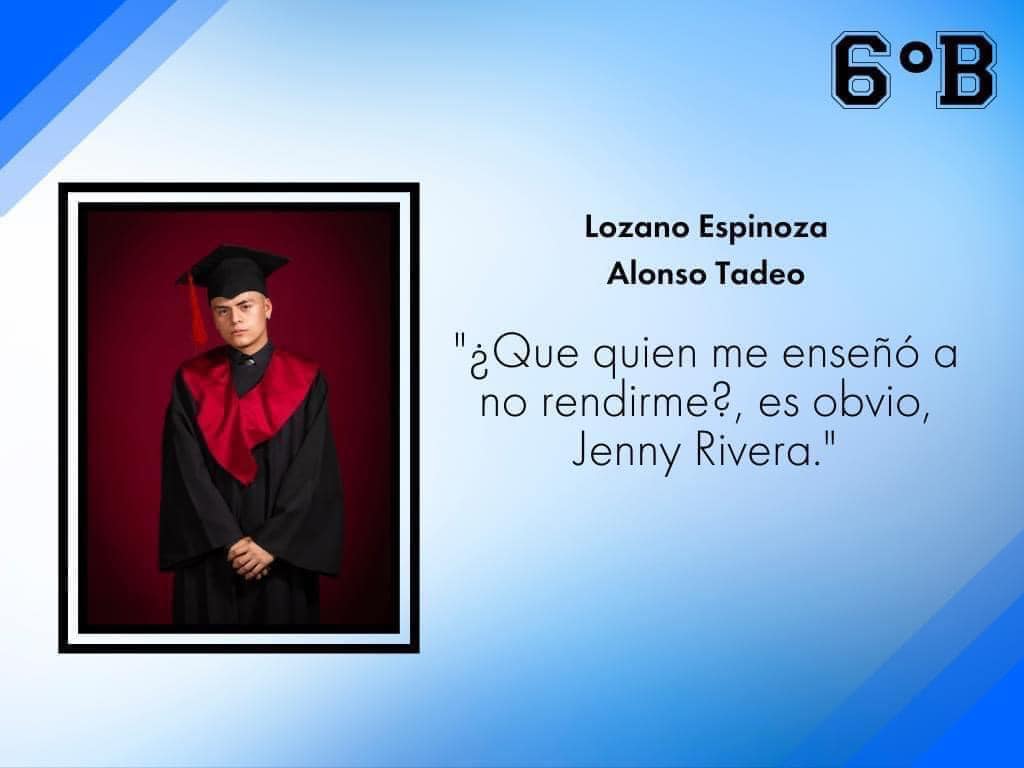 6°B
Lozano Espinoza
Alonso Tadeo
"¿Que quien me enseñó a
no rendirme?, es obvio,
Jenny Rivera."